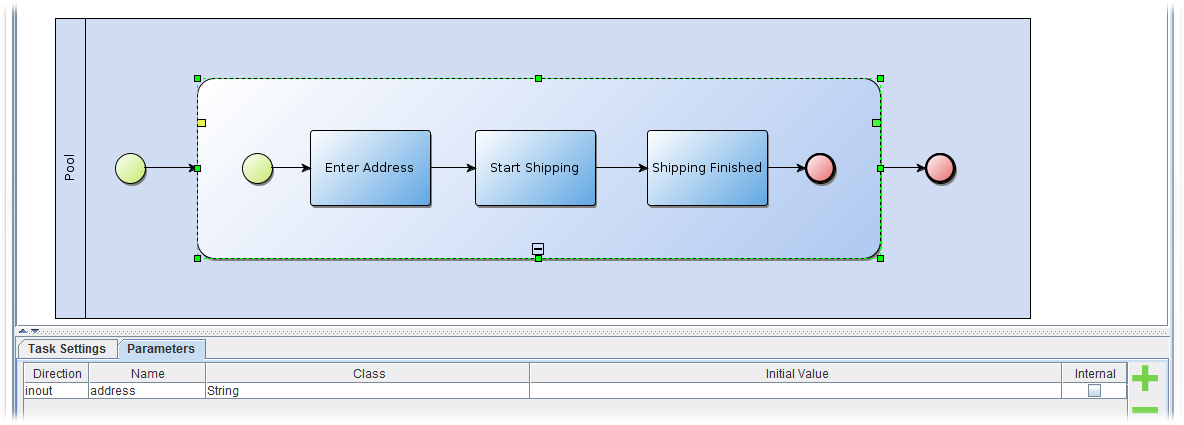 Pool
Enter Address
Start Shipping
Shipping Finished
Task Settings
Parameters
Direction Name Class Initial Value Internal
inout address String